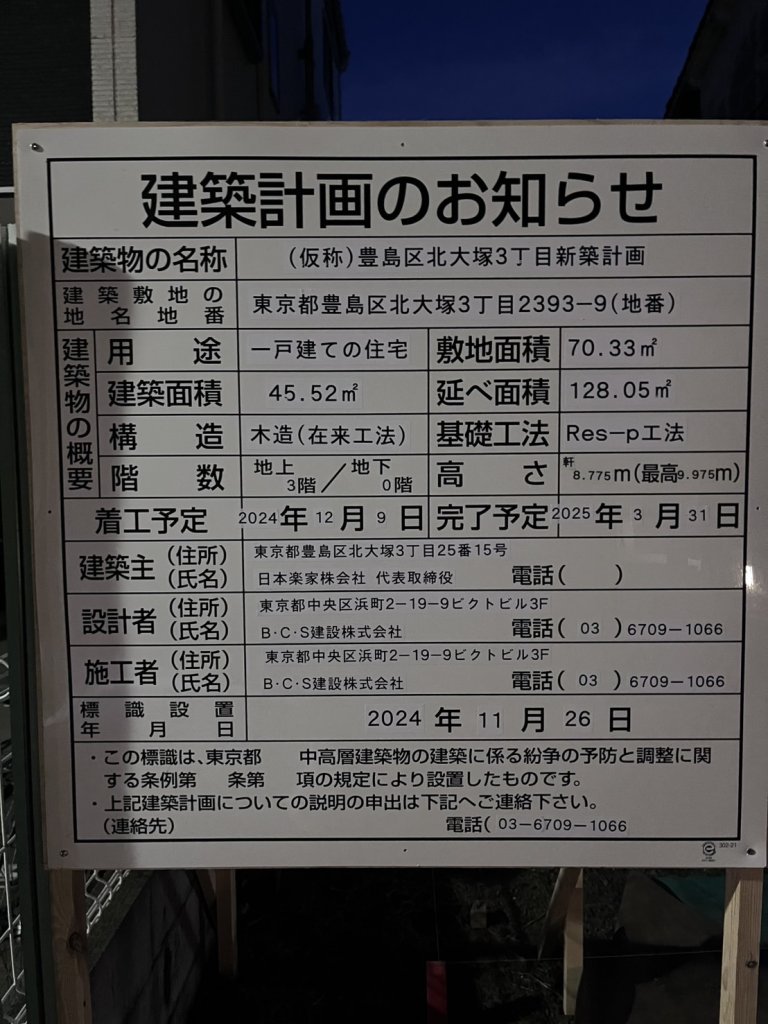 建築計画のお知らせ
建築物の名称 (仮称)豊島区北大塚3丁目新築計画
建築敷地の
地名地番 東京都豊島区北大塚3丁目2393−9(地番)
建築物の概要
用途 一戸建ての住宅 敷地面積 70.33㎡
建築面積 45.52㎡ 延べ面積 128.05㎡
構造 木造(在来工法) 基礎工法 Res−p工法
階数 地上3階/地下0階 高さ 軒8.775m(最高9.975m)
着工予定 2024年12月9日 完了予定 2025年3月31日
建築主 (住所) 東京都豊島区北大塚3丁目25番15号
(氏名) 日本楽家株会社 代表取締役 電話( )
設計者 (住所) 東京都中央区浜町2−19−9ビクトビル3F
(氏名) B・C・S建設株式会社 電話( 03 )6709−1066
施工者 (住所) 東京都中央区浜町2−19−9ビクトビル3F
(氏名) B・C・S建設株式会社 電話( 03 )6709−1066
標識設置
年月日 2024年11月26日
・この標識は、東京都 中高層建築物の建築に係る紛争の予防と調整に関
する条例第 条第 項の規定により設置したものです。
・上記建築計画についての説明の申出は下記へご連絡下さい。
(連絡先) 電話( 03−6709−1066
302-21